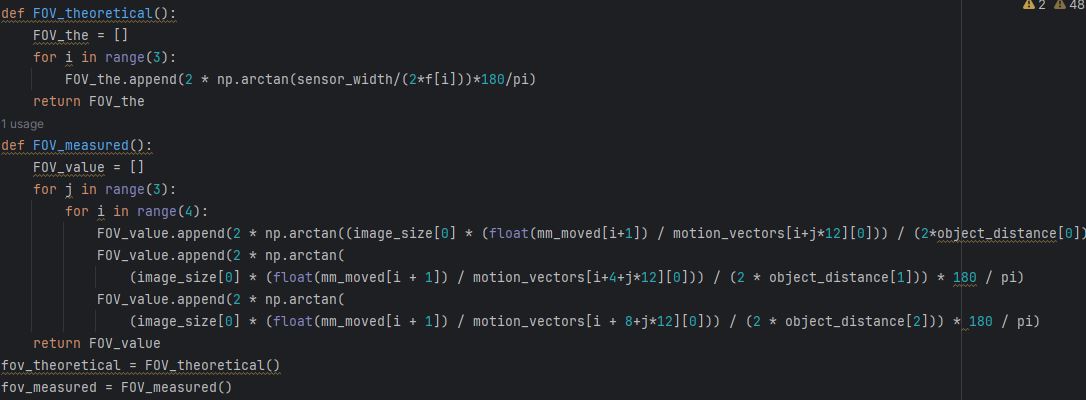 2 48
def FOV_theoretical():
    FOV_the = []
    for i in range(3):
        FOV_the.append(2 * np.arctan(sensor_width/(2*f[i]))*180/pi)
    return FOV_the
1 usage
def FOV_measured():
    FOV_value = []
    for j in range(3):
        for i in range(4):
            FOV_value.append(2 * np.arctan((image_size[0] * (float(mm_moved[i+1]) / motion_vectors[i+j*12][0])) / (2*object_distance[0])
            FOV_value.append(2 * np.arctan(
                (image_size[0] * (float(mm_moved[i + 1]) / motion_vectors[i+4+j*12][0])) / (2 * object_distance[1])) * 180 / pi)
            FOV_value.append(2 * np.arctan(
                (image_size[0] * (float(mm_moved[i + 1]) / motion_vectors[i + 8+j*12][0])) / (2 * object_distance[2])) * 180 / pi)
    return FOV_value
fov_theoretical = FOV_theoretical()
fov_measured = FOV_measured()